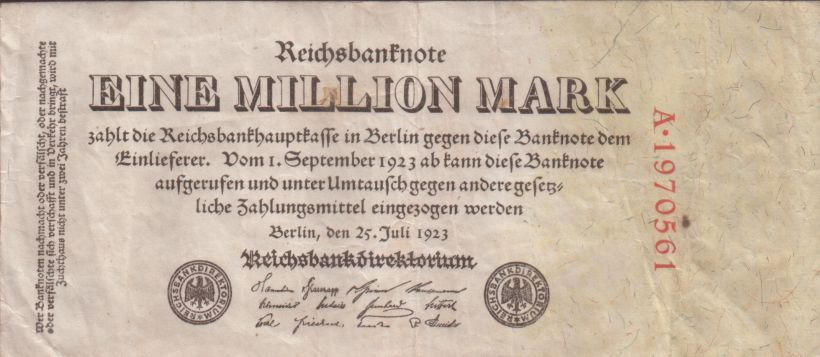 Reichsbanknote
EINE MILLION MARK
zahlt die Reichsbankhauptkasse in Berlin gegen diese Banknote dem
Einlieferer. Vom 1. September 1923 ab kann diese Banknote
aufgerufen und unter Umtausch gegen andere gesetz-
liche Zahlungsmittel eingezogen werden
Berlin, den 25. Juli 1923
Reichsbankdirektorium
REICHSBANKDIREKTORIUM
REICHSBANKDIREKTORIUM
Wer Banknoten nachmacht oder verfälscht, oder nachgemachte
oder verfälschte sich verschafft und in Verkehr bringt, wird mit
Zuchthaus nicht unter zwei Jahren bestraft
A·1970561